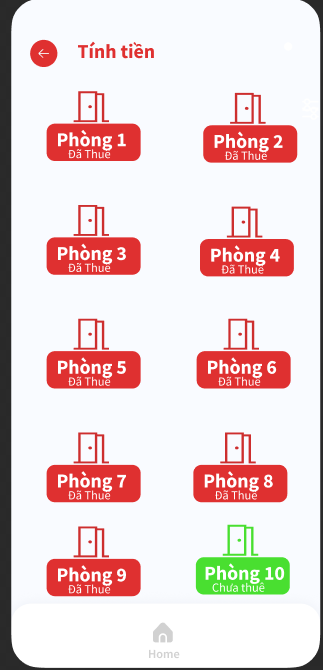 Tính tiền
Phòng 1
Đã Thuê
Phòng 2
Đã Thuê
Phòng 3
Đã Thuê
Phòng 4
Đã Thuê
Phòng 5
Đã Thuê
Phòng 6
Đã Thuê
Phòng 7
Đã Thuê
Phòng 8
Đã Thuê
Phòng 9
Đã Thuê
Phòng 10
Chưa thuê
Home